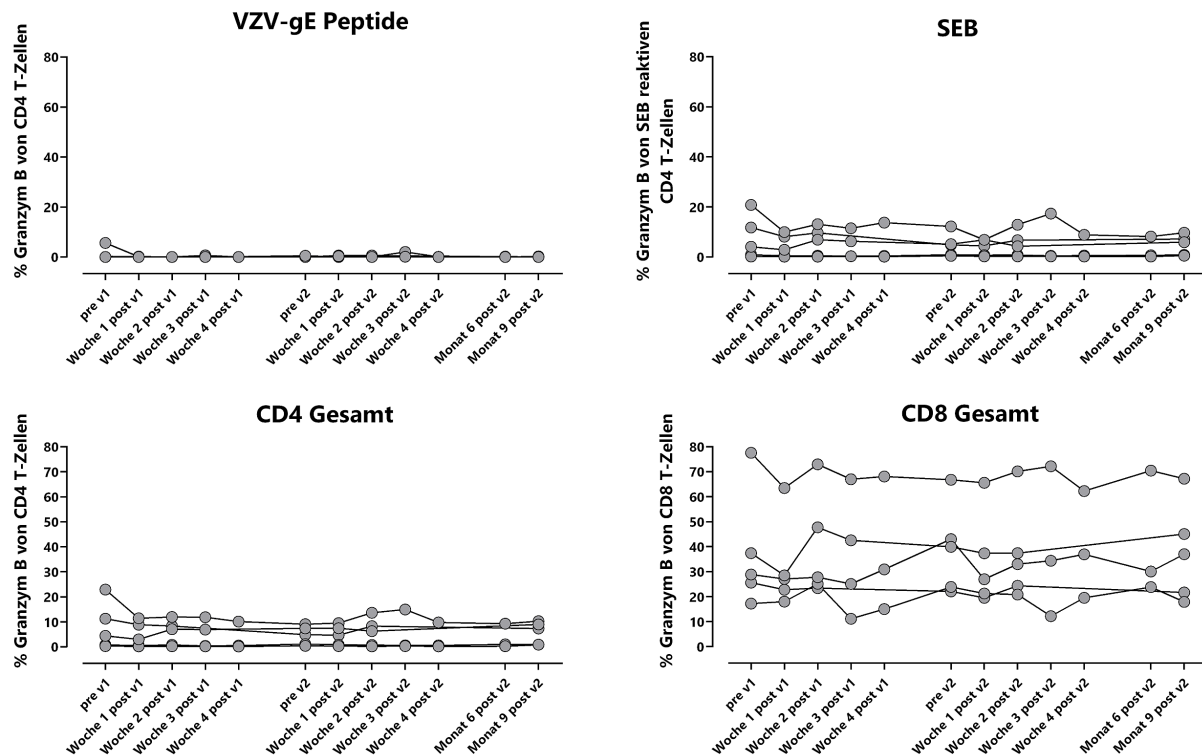 VZV-gE Peptide
% Granzym B von CD4 T-Zellen
80
60
40
20
0
pre v1
Woche 1 post v1
Woche 2 post v1
Woche 3 post v1
Woche 4 post v1
pre v2
Woche 1 post v2
Woche 2 post v2
Woche 3 post v2
Woche 4 post v2
Monat 6 post v2
Monat 9 post v2
SEB
% Granzym B von SEB reaktiven
CD4 T-Zellen
80
60
40
20
0
pre v1
Woche 1 post v1
Woche 2 post v1
Woche 3 post v1
Woche 4 post v1
pre v2
Woche 1 post v2
Woche 2 post v2
Woche 3 post v2
Woche 4 post v2
Monat 6 post v2
Monat 9 post v2
CD4 Gesamt
% Granzym B von CD4 T-Zellen
80
70
60
50
40
30
20
10
0
pre v1
Woche 1 post v1
Woche 2 post v1
Woche 3 post v1
Woche 4 post v1
pre v2
Woche 1 post v2
Woche 2 post v2
Woche 3 post v2
Woche 4 post v2
Monat 6 post v2
Monat 9 post v2
CD8 Gesamt
% Granzym B von CD8 T-Zellen
80
70
60
50
40
30
20
10
0
pre v1
Woche 1 post v1
Woche 2 post v1
Woche 3 post v1
Woche 4 post v1
pre v2
Woche 1 post v2
Woche 2 post v2
Woche 3 post v2
Woche 4 post v2
Monat 6 post v2
Monat 9 post v2